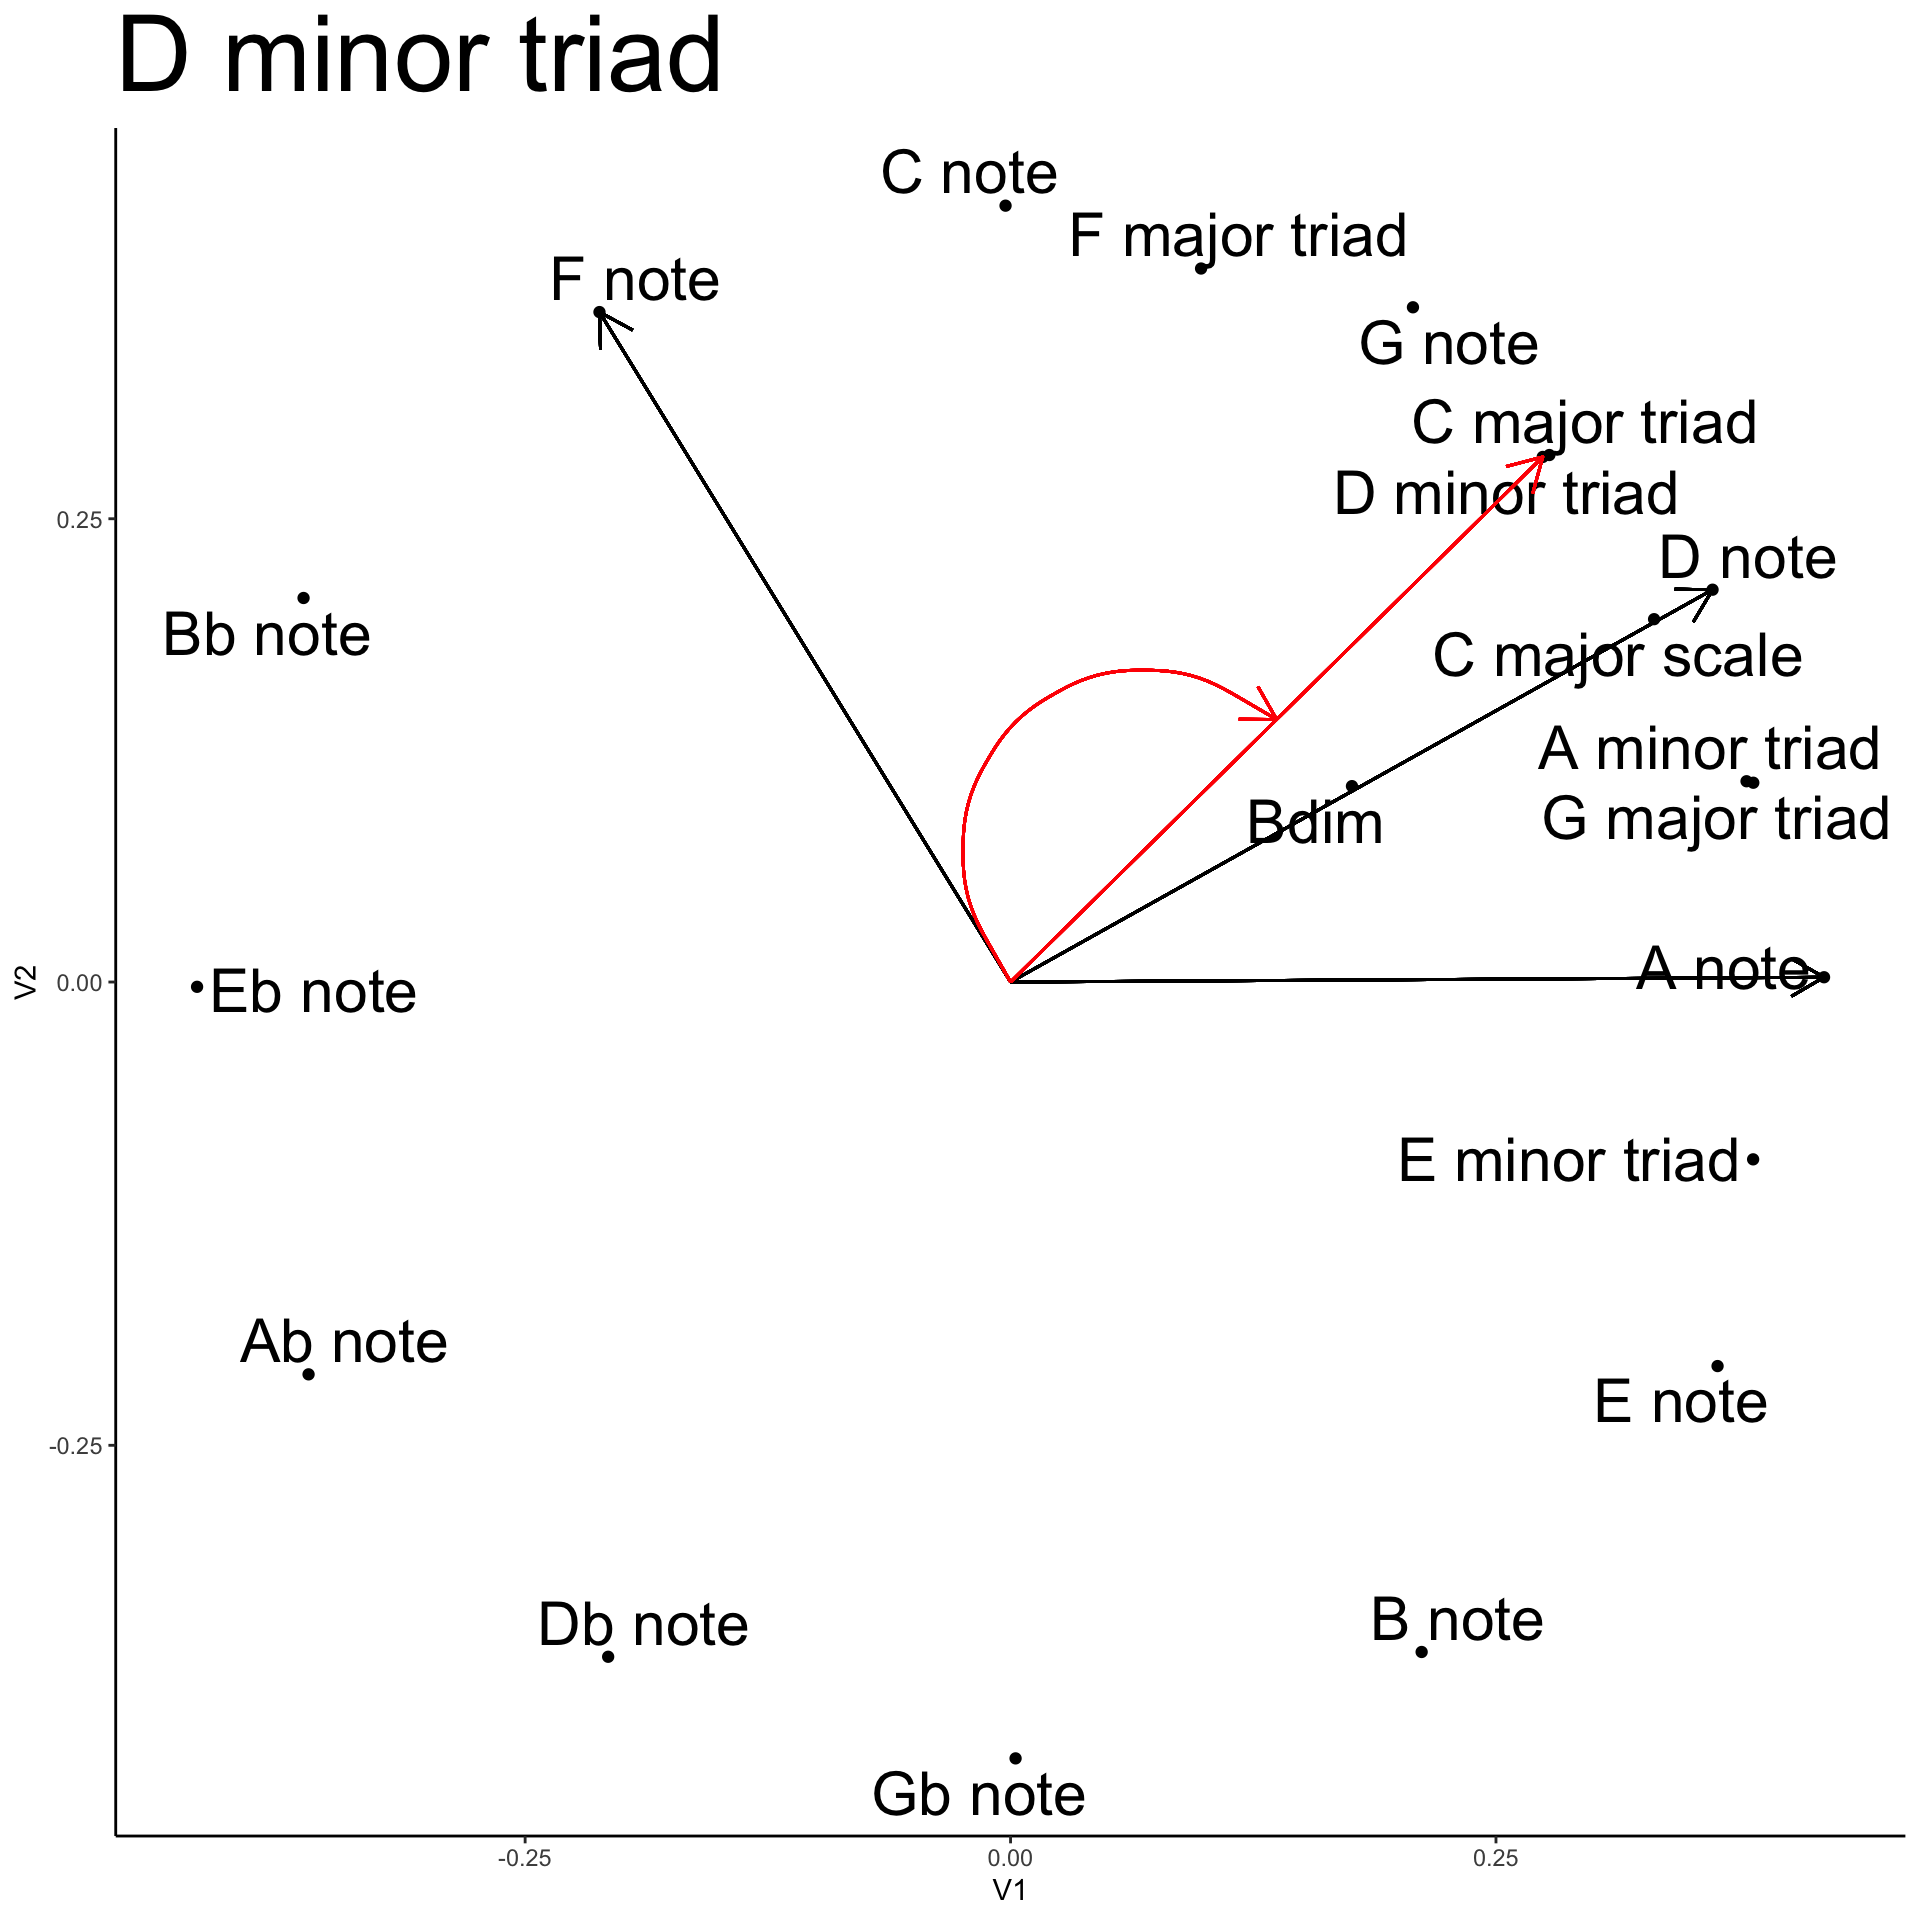 D minor triad
C note
F major triad
F note
G note
C major triad
D minor triad
0.25
D note
Bb note
C major scale
A minor triad
Bdim
G major triad
A note
V2
0.00
Eb note
E minor triad
Ab note
E note
-0.25
Db note
B note
Gb note
-0.25
0.00
0.25
V1